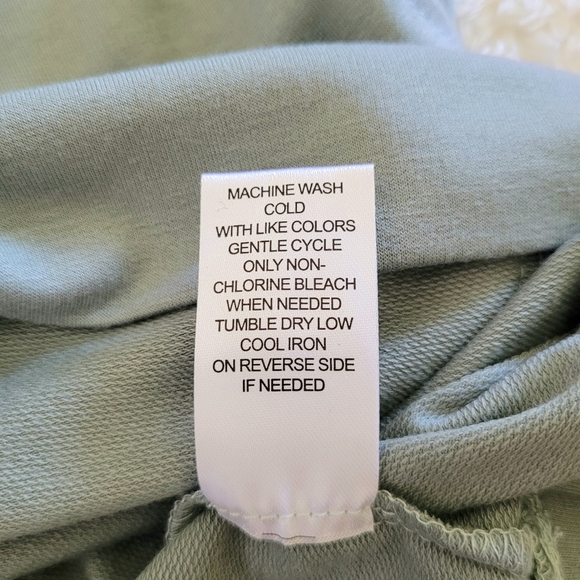 MACHINE WASH
COLD
WITH LIKE COLORS
GENTLE CYCLE
ONLY NON-
CHLORINE BLEACH
WHEN NEEDED
TUMBLE DRY LOW
COOL IRON
ON REVERSE SIDE
IF NEEDED